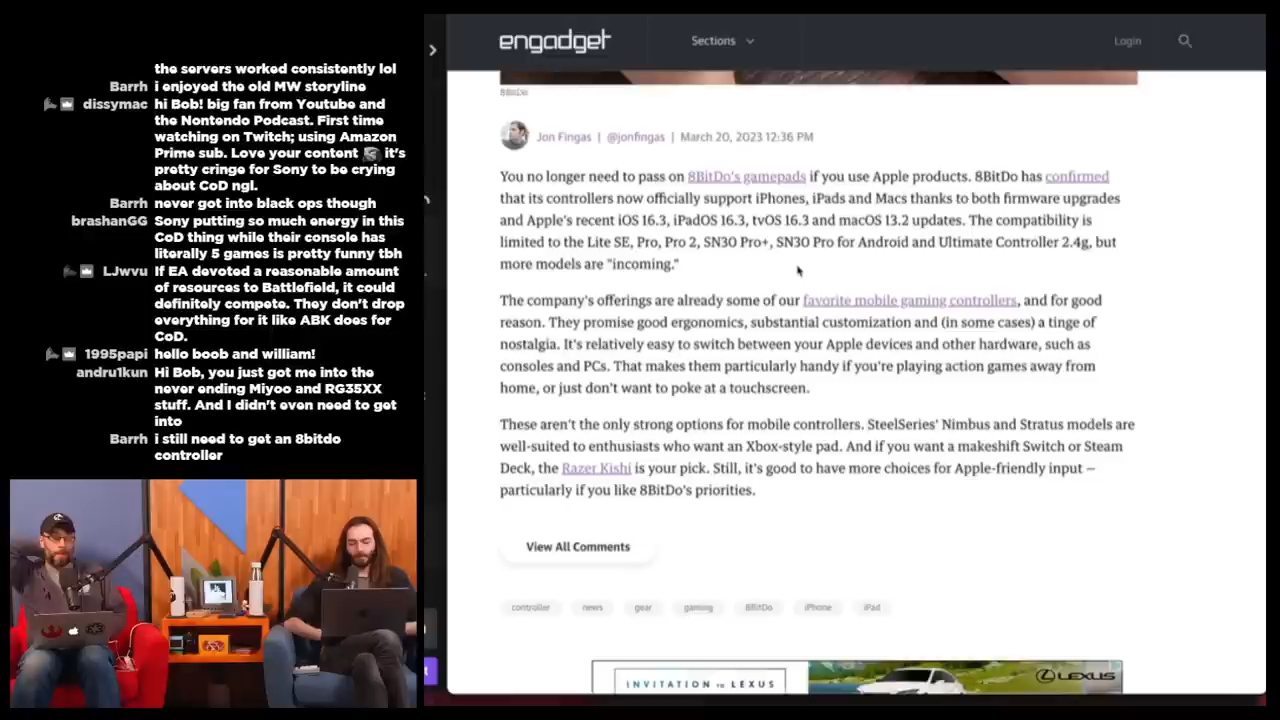 the servers worked consistently lol
Barrh i enjoyed the old MW storyline
dissymac hi Bob! big fan from Youtube and
the Nontendo Podcast. First time
watching on Twitch; using Amazon
Prime sub. Love your content it's
pretty cringe for Sony to be crying
about CoD ngl.
Barrh never got into black ops though
brashanGG Sony putting so much energy in this
CoD thing while their console has
literally 5 games is pretty funny tbh
LJwvu If EA devoted a reasonable amount
of resources to Battlefield, it could
definitely compete. They don't drop
everything for it like ABK does for
CoD.
1995papi hello boob and william!
andru1kun Hi Bob, you just got me into the
never ending Miyoo and RG35XX
stuff. And I didn't even need to get
into
Barrh i still need to get an 8bitdo
controller
engadget
Sections
Login
8BitDo
Jon Fingas | @jonfingas | March 20, 2023 12:36 PM
You no longer need to pass on 8BitDo's gamepads if you use Apple products. 8BitDo has confirmed
that its controllers now officially support iPhones, iPads and Macs thanks to both firmware upgrades
and Apple's recent iOS 16.3, iPadOS 16.3, tvOS 16.3 and macOS 13.2 updates. The compatibility is
limited to the Lite SE, Pro, Pro 2, SN30 Pro+, SN30 Pro for Android and Ultimate Controller 2.4g, but
more models are "incoming."
The company's offerings are already some of our favorite mobile gaming controllers, and for good
reason. They promise good ergonomics, substantial customization and (in some cases) a tinge of
nostalgia. It's relatively easy to switch between your Apple devices and other hardware, such as
consoles and PCs. That makes them particularly handy if you're playing action games away from
home, or just don't want to poke at a touchscreen.
These aren't the only strong options for mobile controllers. SteelSeries' Nimbus and Stratus models are
well-suited to enthusiasts who want an Xbox-style pad. And if you want a makeshift Switch or Steam
Deck, the Razer Kishi is your pick. Still, it's good to have more choices for Apple-friendly input —
particularly if you like 8BitDo's priorities.
View All Comments
controller news gear gaming 8BitDo iPhone iPad
INVITATION TO LEXUS
LEXUS